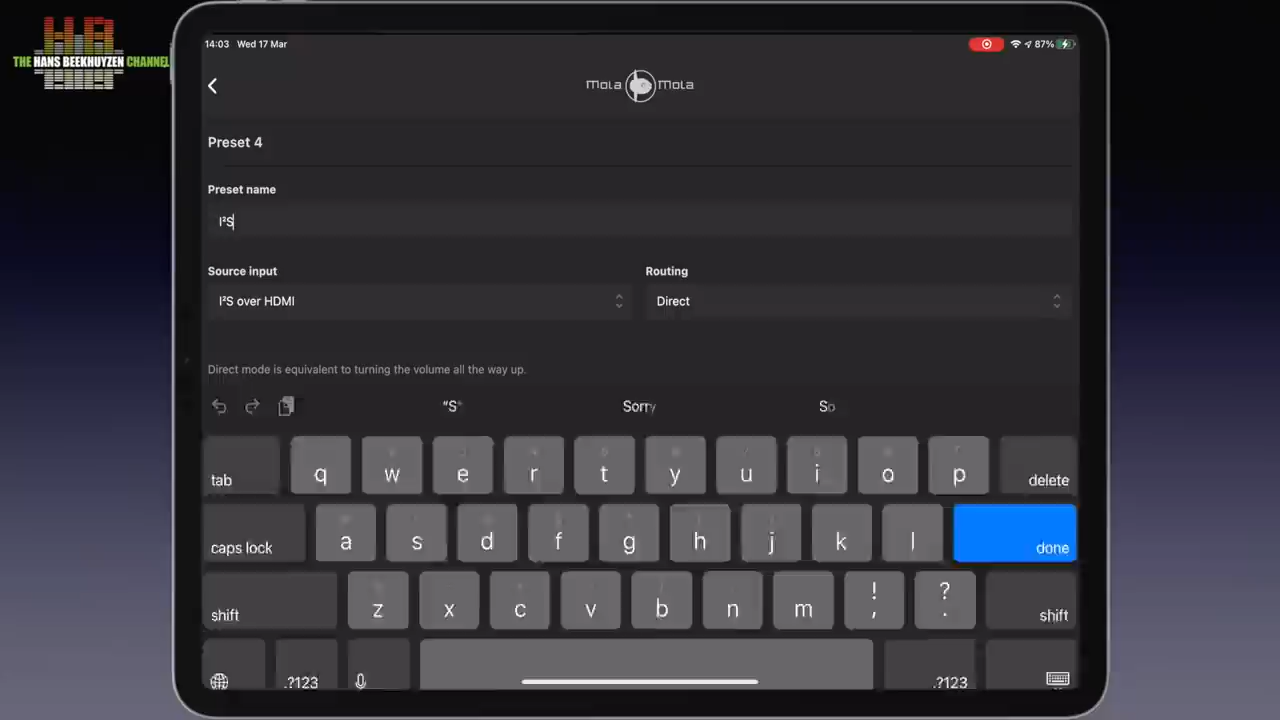 HB
THE HANS BEEKHUYZEN CHANNEL
14:03 Wed 17 Mar
87%
mola mola
Preset 4
Preset name
I²S
Source input
Routing
I²S over HDMI
Direct
Direct mode is equivalent to turning the volume all the way up.
"S"
Sorry
So
tab q w e r t y u i o p delete
caps lock a s d f g h j k l done
shift z x c v b n m ! , ? . shift
.?123 .?123